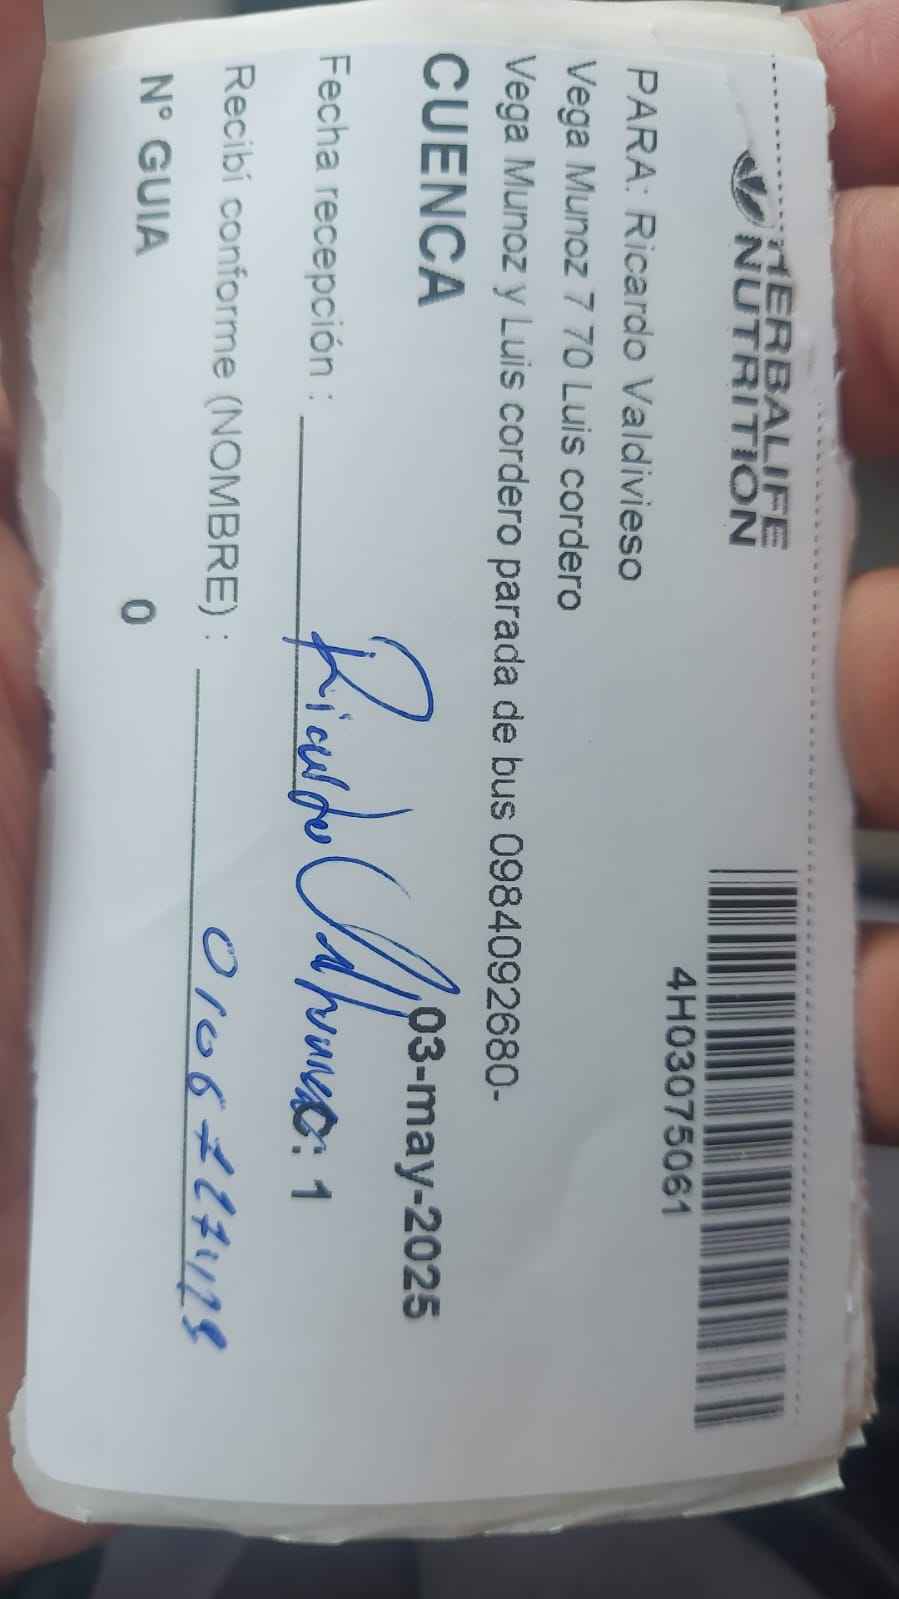 HERBALIFE
NUTRITION
4H03075061
PARA: Ricardo Valdivieso
Vega Munoz 7 70 Luis cordero
Vega Munoz y Luis cordero parada de bus 0984092680-
CUENCA
03-may-2025
Fecha recepción :
Ricardo
: 1
Recibí conforme (NOMBRE) :
N° GUIA 0